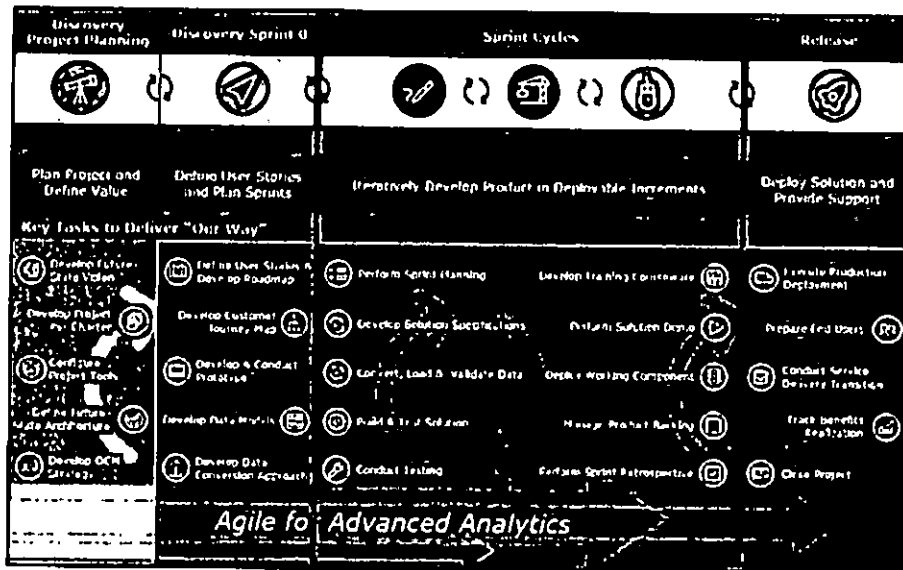 Discovery
Project Planning
Discovery Sprint 0
Sprint Cycles
Release
Plan Project and
Define Value
Define User Stories
and Plan Sprints
Iteratively Develop Product in Deployable Increments
Deploy Solution and
Provide Support
Key Tasks to Deliver "Our Way"
Develop Future
State Vision
Develop Project
Charter
Configure
Project Tools
Define Future
State Architecture
Develop OCM
Strategy
Define User Stories &
Develop Roadmap
Develop Customer
Journey Map
Develop & Conduct
Prototype
Develop Data Models
Develop Data
Conversion Approach
Perform Sprint Planning
Develop Solution Specifications
Convert, Load & Validate Data
Build & Test Solution
Conduct Testing
Develop Training Courseware
Perform Solution Demo
Deploy Working Component
Manage Product Backlog
Perform Sprint Retrospective
Execute Production
Deployment
Prepare End Users
Conduct Service
Delivery Transition
Track Benefits
Realization
Close Project
Agile fo Advanced Analytics